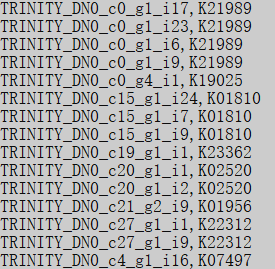 TRINITY_DN0_c0_g1_i17,K21989
TRINITY_DN0_c0_g1_i23,K21989
TRINITY_DN0_c0_g1_i6,K21989
TRINITY_DN0_c0_g1_i9,K21989
TRINITY_DN0_c0_g4_i1,K19025
TRINITY_DN0_c15_g1_i24,K01810
TRINITY_DN0_c15_g1_i7,K01810
TRINITY_DN0_c15_g1_i9,K01810
TRINITY_DN0_c19_g1_i1,K23362
TRINITY_DN0_c20_g1_i1,K02520
TRINITY_DN0_c20_g1_i2,K02520
TRINITY_DN0_c21_g2_i9,K01956
TRINITY_DN0_c27_g1_i1,K22312
TRINITY_DN0_c27_g1_i9,K22312
TRINITY_DN0_c4_g1_i16,K07497